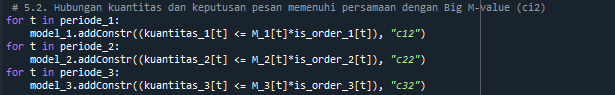 # 5.2. Hubungan kuantitas dan keputusan pesan memenuhi persamaan dengan Big M-value (ci2)
for t in periode_1:
model_1.addConstr((kuantitas_1[t] <= M_1[t]*is_order_1[t]), "c12")
for t in periode_2:
model_2.addConstr((kuantitas_2[t] <= M_2[t]*is_order_2[t]), "c22")
for t in periode_3:
model_3.addConstr((kuantitas_3[t] <= M_3[t]*is_order_3[t]), "c32")